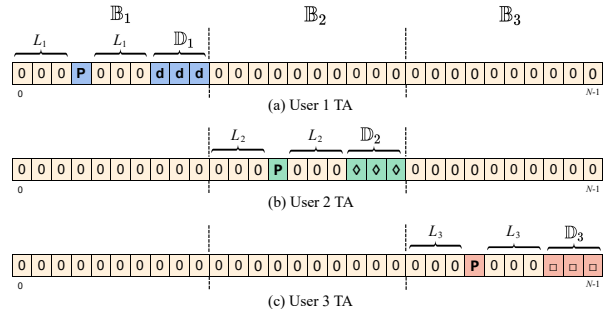 𝔹₁ 𝔹₂ 𝔹₃
L₁ L₁ 𝔻₁
0 0 0 P 0 0 0 d d d 0 0 0 0 0 0 0 0 0 0 0 0 0 0 0 0 0 0 0 0
0 N-1
(a) User 1 TA
L₂ L₂ 𝔻₂
0 0 0 0 0 0 0 0 0 0 0 0 0 P 0 0 0 ◊ ◊ ◊ 0 0 0 0 0 0 0 0 0 0
0 N-1
(b) User 2 TA
L₃ L₃ 𝔻₃
0 0 0 0 0 0 0 0 0 0 0 0 0 0 0 0 0 0 0 0 0 0 0 P 0 0 0 □ □ □
0 N-1
(c) User 3 TA